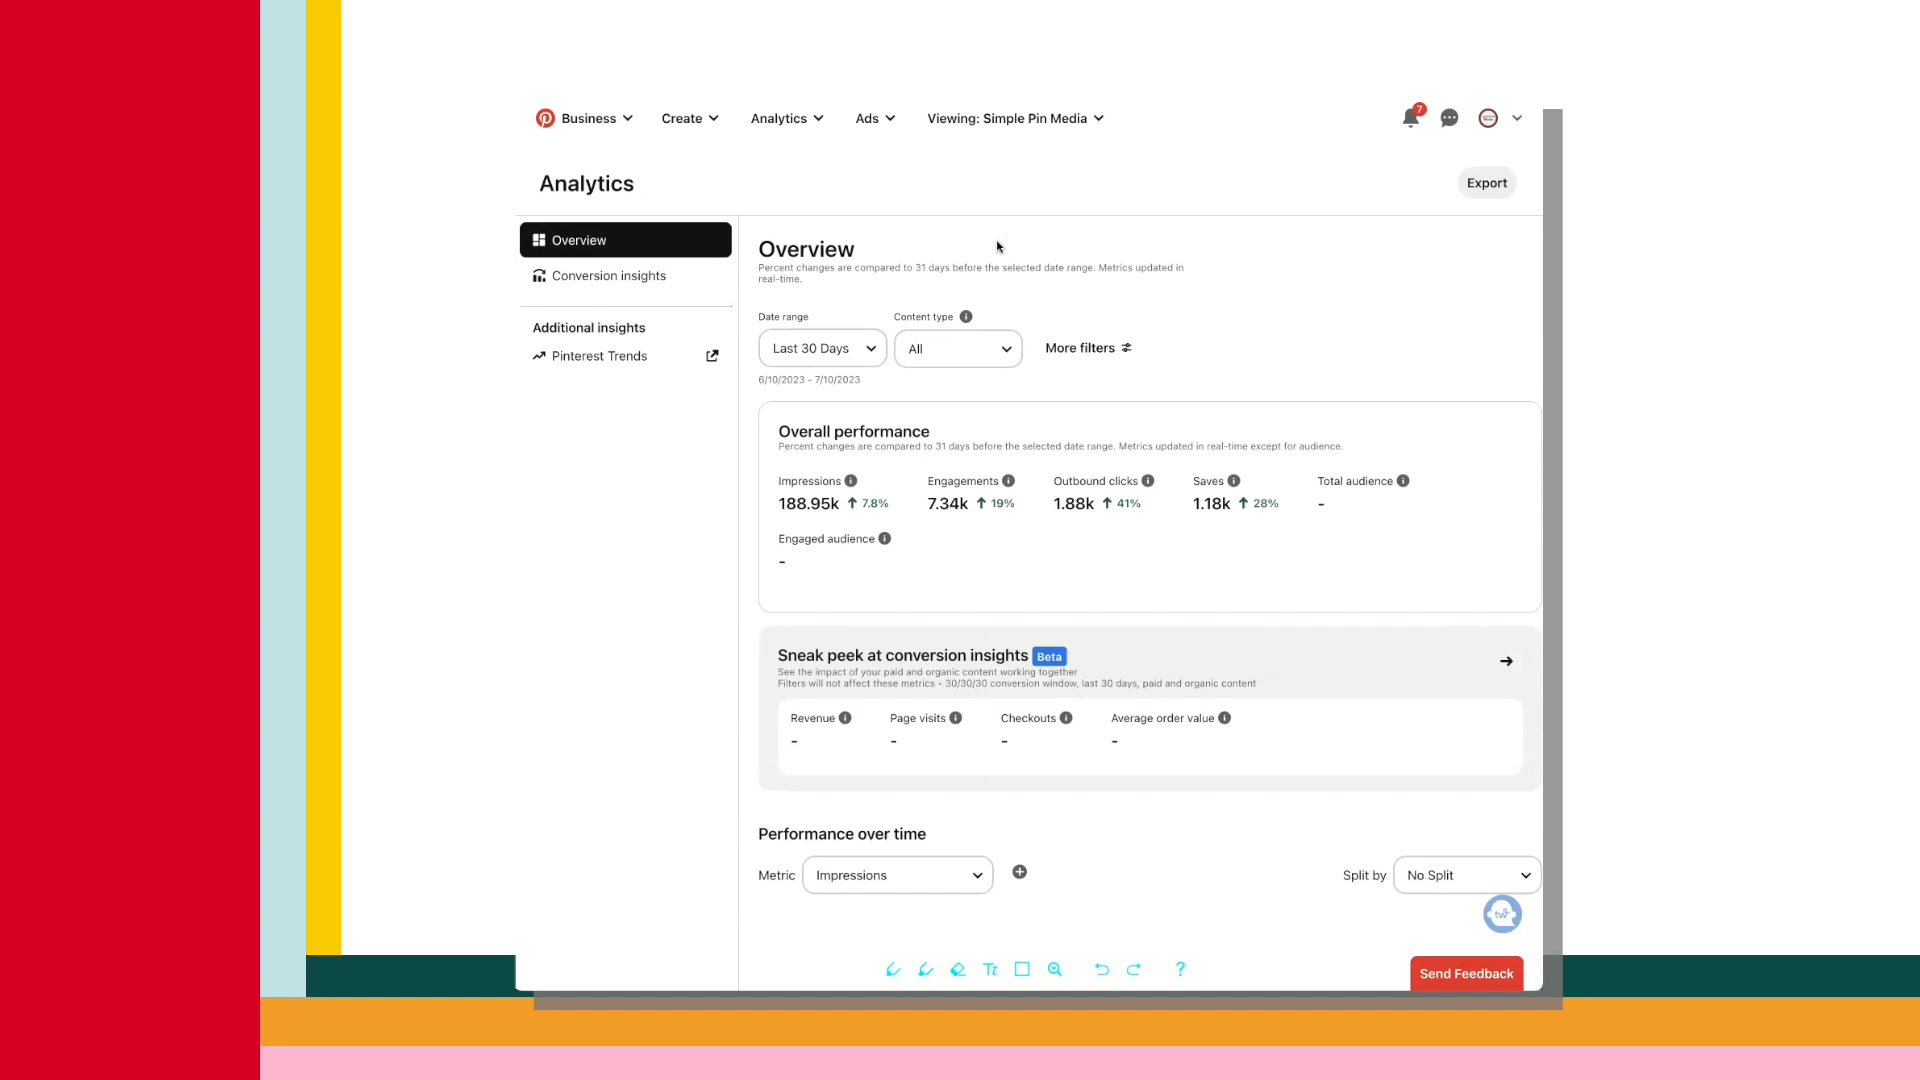 Business Create Analytics Ads Viewing: Simple Pin Media 7
Analytics
Export
Overview
Conversion insights
Additional insights
Pinterest Trends
Overview
Percent changes are compared to 31 days before the selected date range. Metrics updated in
real-time.
Date range Content type
Last 30 Days All More filters
6/10/2023 - 7/10/2023
Overall performance
Percent changes are compared to 31 days before the selected date range. Metrics updated in real-time except for audience.
Impressions Engagements Outbound clicks Saves Total audience
188.95k 7.8% 7.34k 19% 1.88k 41% 1.18k 28% -
Engaged audience
-
Sneak peek at conversion insights Beta
See the impact of your paid and organic content working together
Filters will not affect these metrics • 30/30/30 conversion window, last 30 days, paid and organic content
Revenue Page visits Checkouts Average order value
- - - -
Performance over time
Metric Impressions Split by No Split
tw
Tt ?
Send Feedback